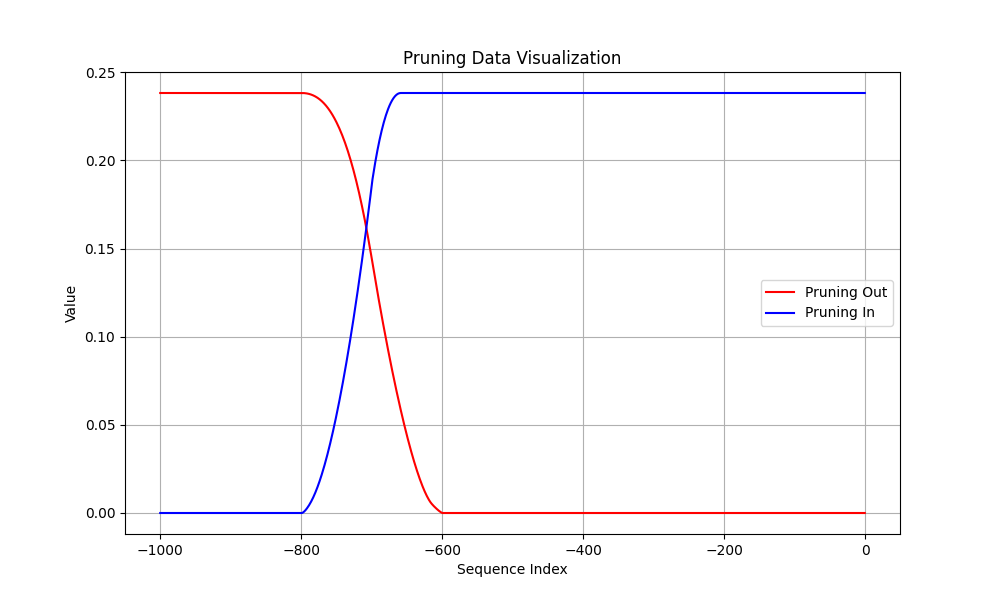 Pruning Data Visualization
0.25
0.20
0.15
0.10
0.05
0.00
Value
Pruning Out
Pruning In
−1000 −800 −600 −400 −200 0
Sequence Index